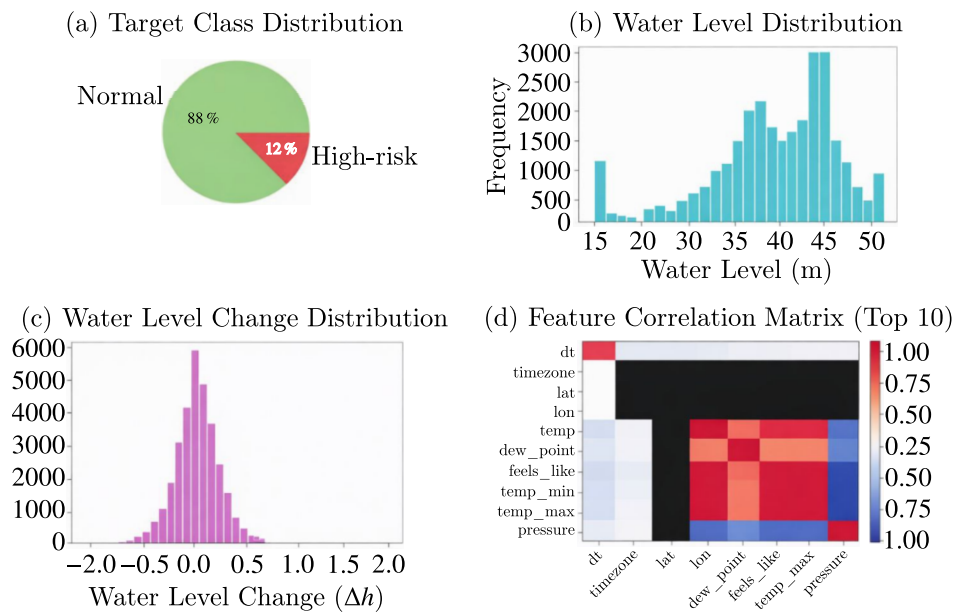 (a) Target Class Distribution
Normal
88 %
12 %
High-risk
(b) Water Level Distribution
Frequency
3000
2500
2000
1500
1000
500
0
15 20 30 35 40 45 50
Water Level (m)
(c) Water Level Change Distribution
6000
5000
4000
3000
2000
1000
0
−2.0 −0.5 0.0 0.5 1.0 1.5 2.0
Water Level Change (Δh)
(d) Feature Correlation Matrix (Top 10)
dt
timezone
lat
lon
temp
dew_point
feels_like
temp_min
temp_max
pressure
dt
timezone
lat
lon
dew_point
feels_like
temp_max
pressure
1.00
0.75
0.50
0.25
0.25
0.50
0.75
1.00